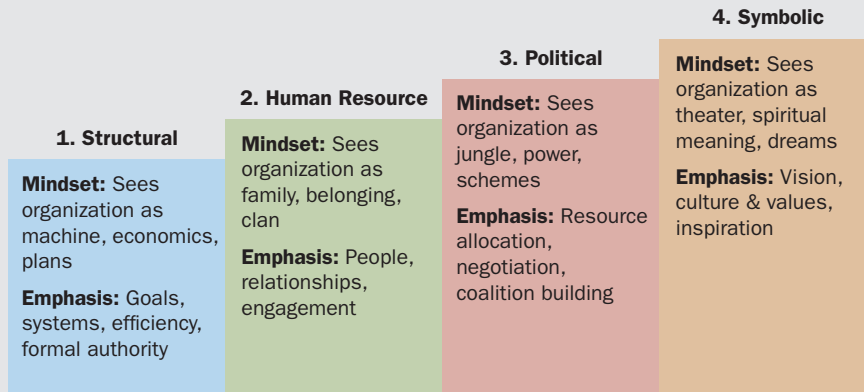 1. Structural
Mindset: Sees
organization as
machine, economics,
plans
Emphasis: Goals,
systems, efficiency,
formal authority
2. Human Resource
Mindset: Sees
organization as
family, belonging,
clan
Emphasis: People,
relationships,
engagement
3. Political
Mindset: Sees
organization as
jungle, power,
schemes
Emphasis: Resource
allocation,
negotiation,
coalition building
4. Symbolic
Mindset: Sees
organization as
theater, spiritual
meaning, dreams
Emphasis: Vision,
culture & values,
inspiration